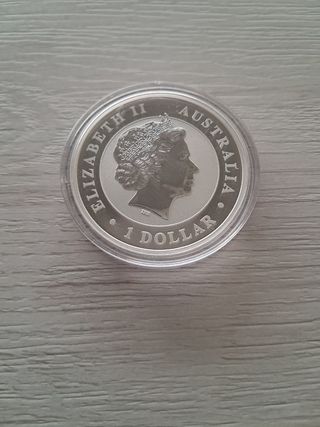 ELIZABETH II
AUSTRALIA
• 1 DOLLAR •